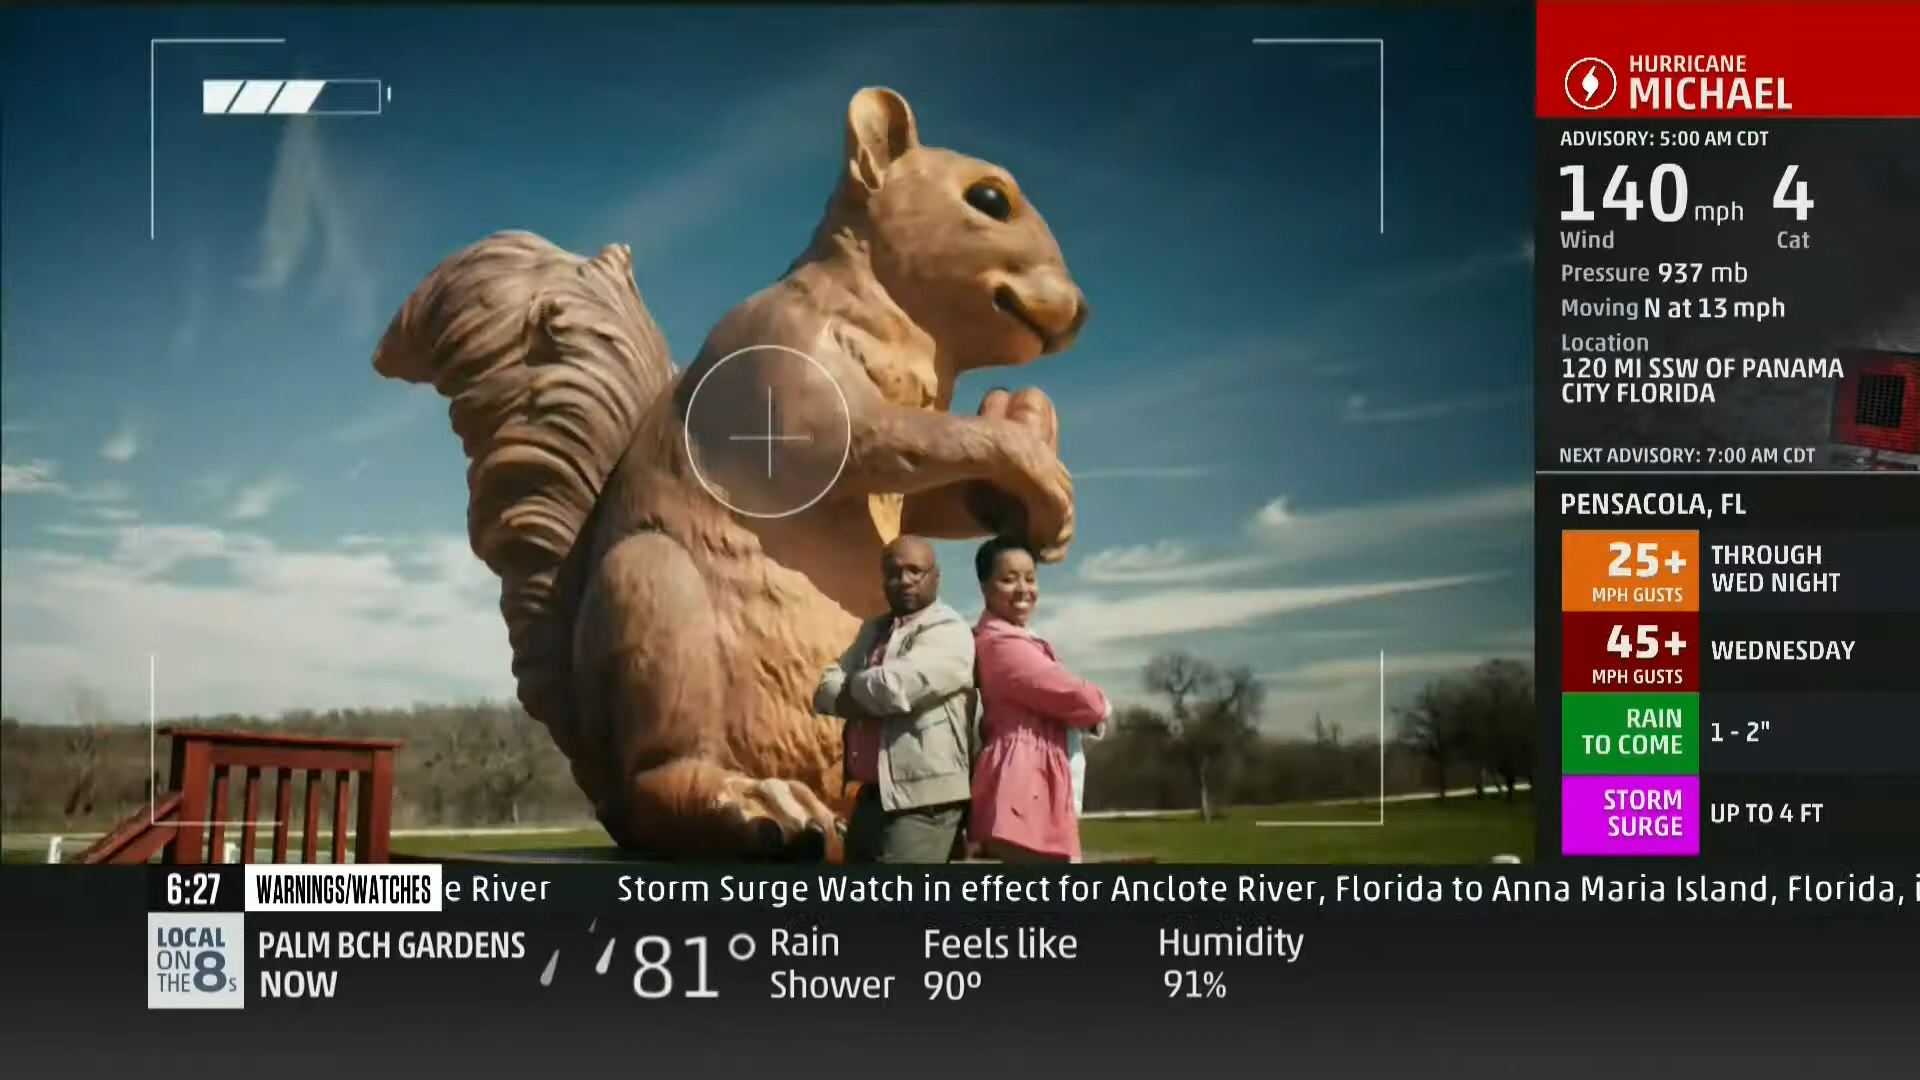 HURRICANE
MICHAEL
ADVISORY: 5:00 AM CDT
140 mph 4
Wind Cat
Pressure 937 mb
Moving N at 13 mph
Location
120 MI SSW OF PANAMA
CITY FLORIDA
NEXT ADVISORY: 7:00 AM CDT
PENSACOLA, FL
25+
MPH GUSTS
THROUGH
WED NIGHT
45+
MPH GUSTS
WEDNESDAY
RAIN
TO COME
1 - 2"
STORM
SURGE
UP TO 4 FT
6:27 WARNINGS/WATCHES e River Storm Surge Watch in effect for Anclote River, Florida to Anna Maria Island, Florida, i
LOCAL
ON
THE 8s
PALM BCH GARDENS
NOW
81°
Rain
Shower
Feels like
90°
Humidity
91%